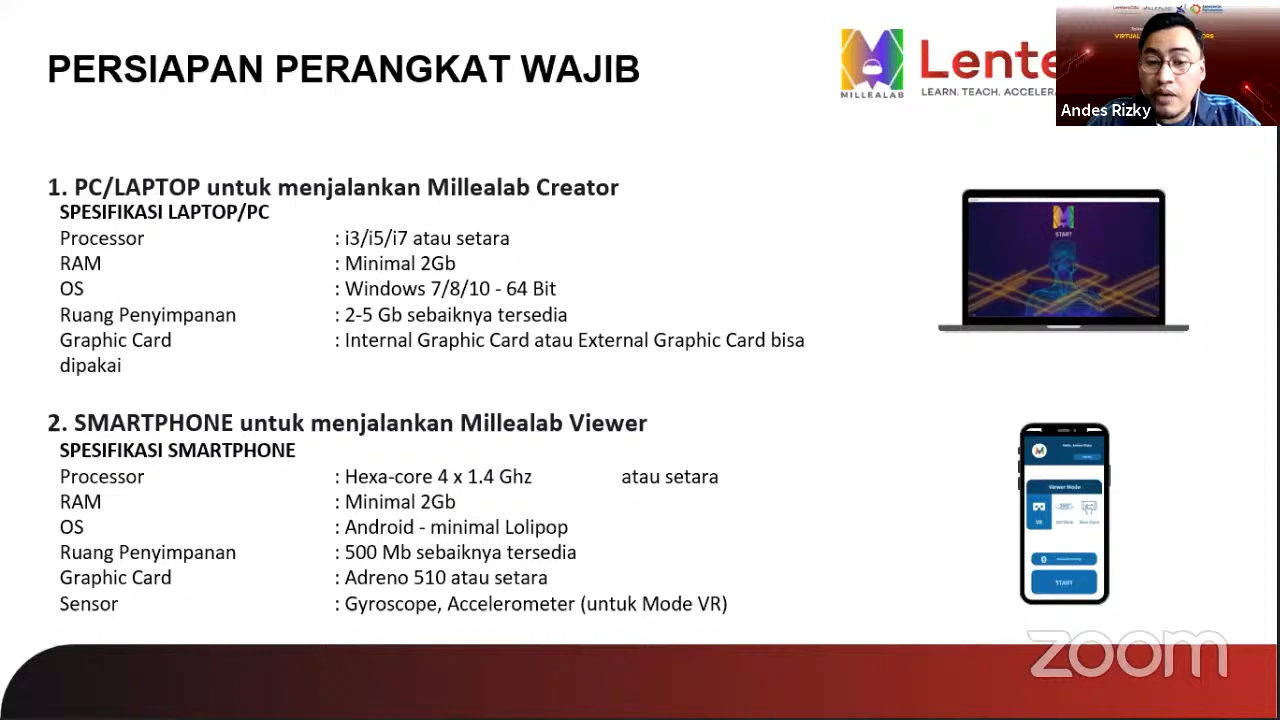 PERSIAPAN PERANGKAT WAJIB
MILLEALAB
Lente
LEARN. TEACH. ACCELERA
VIRTUAL
ORS
Andes Rizky
1. PC/LAPTOP untuk menjalankan Millealab Creator
SPESIFIKASI LAPTOP/PC
Processor : i3/i5/i7 atau setara
RAM : Minimal 2Gb
OS : Windows 7/8/10 - 64 Bit
Ruang Penyimpanan : 2-5 Gb sebaiknya tersedia
Graphic Card : Internal Graphic Card atau External Graphic Card bisa
dipakai
START
2. SMARTPHONE untuk menjalankan Millealab Viewer
SPESIFIKASI SMARTPHONE
Processor : Hexa-core 4 x 1.4 Ghz atau setara
RAM : Minimal 2Gb
OS : Android - minimal Lolipop
Ruang Penyimpanan : 500 Mb sebaiknya tersedia
Graphic Card : Adreno 510 atau setara
Sensor : Gyroscope, Accelerometer (untuk Mode VR)
Viewer Mode
VR
START
zoom